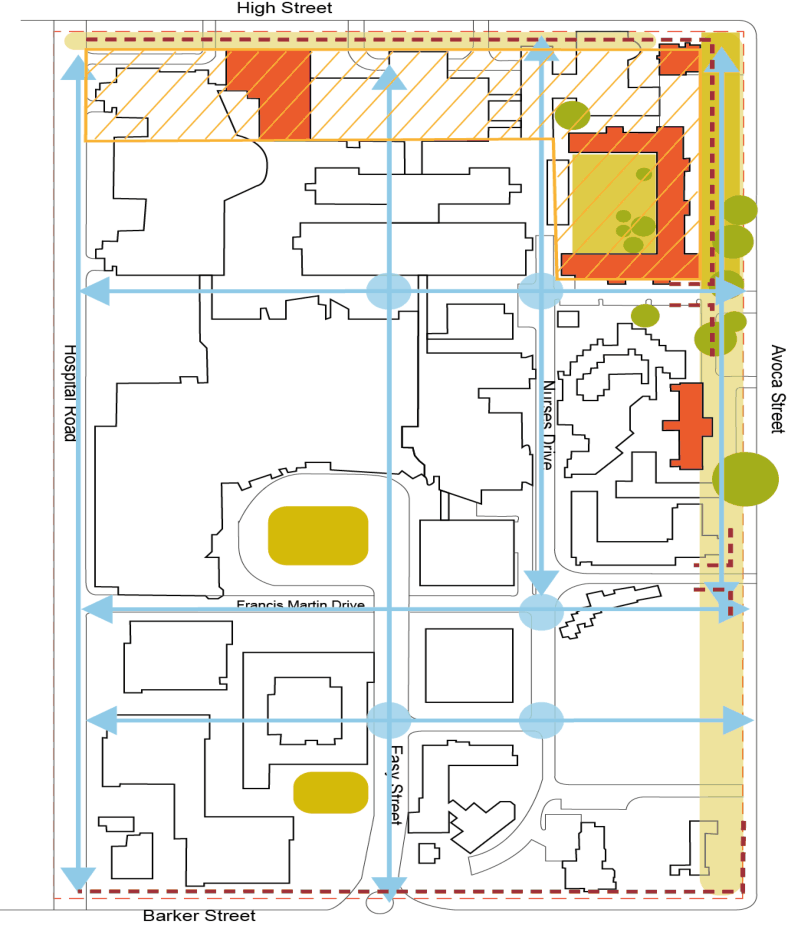 High Street
Hospital Road
Nurses Drive
Avoca Street
Francis Martin Drive
Easy Street
Barker Street